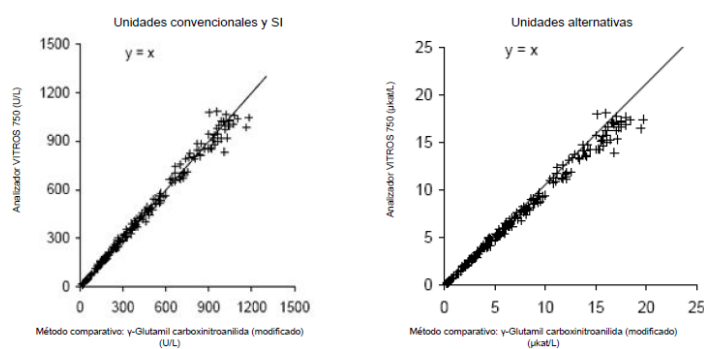 Unidades convencionales y SI
1500
1200
900
600
300
0
y = x
Analizador VITROS 750 (U/L)
0 300 600 900 1200 1500
Método comparativo: γ-Glutamil carboxinitroanilida (modificado)
(U/L)
Unidades alternativas
25
20
15
10
5
0
y = x
Analizador VITROS 750 (μkat/L)
0 5 10 15 20 25
Método comparativo: γ-Glutamil carboxinitroanilida (modificado)
(μkat/L)